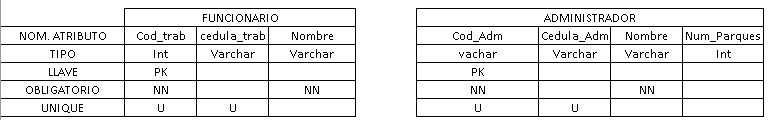 FUNCIONARIO ADMINISTRADOR
NOM. ATRIBUTO Cod_trab cedula_trab Nombre Cod_Adm Cedula_Adm Nombre Num_Parques
TIPO Int Varchar Varchar vachar Varchar Varchar Int
LLAVE PK PK
OBLIGATORIO NN NN NN NN
UNIQUE U U U U